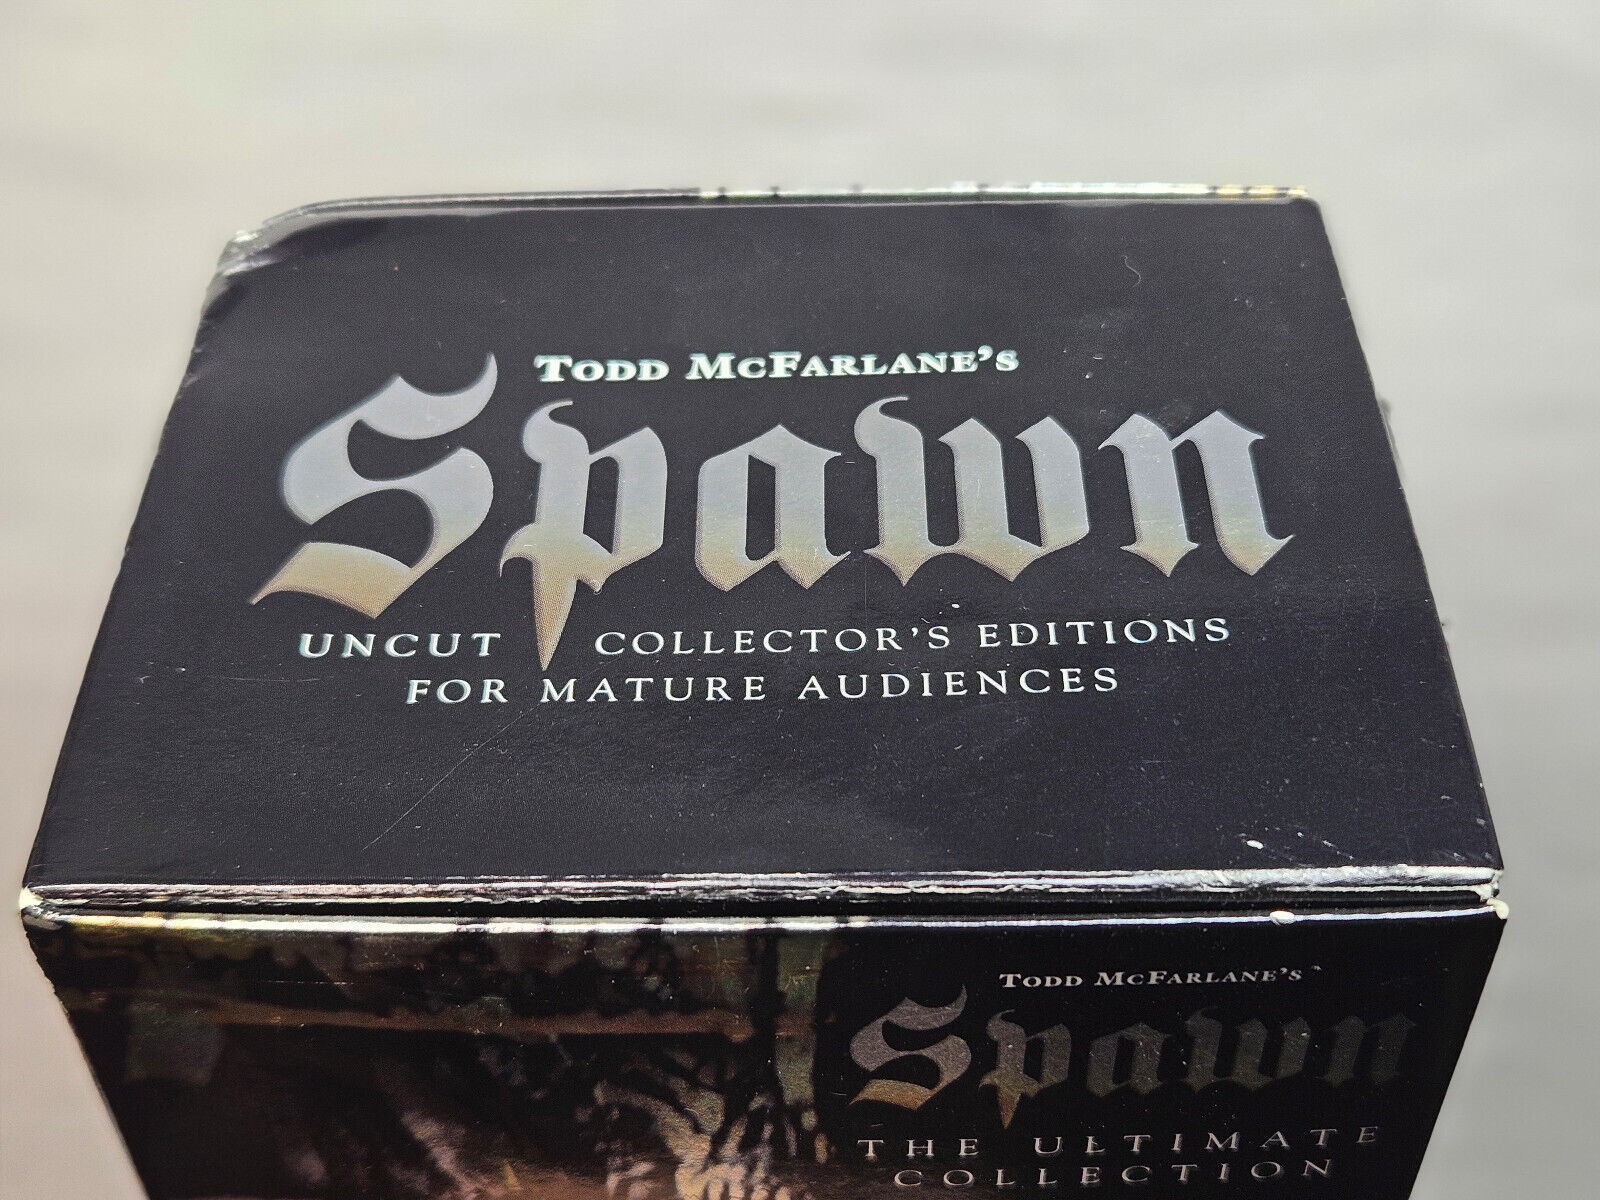 TODD MCFARLANE'S
Spawn
UNCUT COLLECTOR'S EDITIONS
FOR MATURE AUDIENCES
TODD MCFARLANE'S
Spawn
THE ULTIMATE
COLLECTION